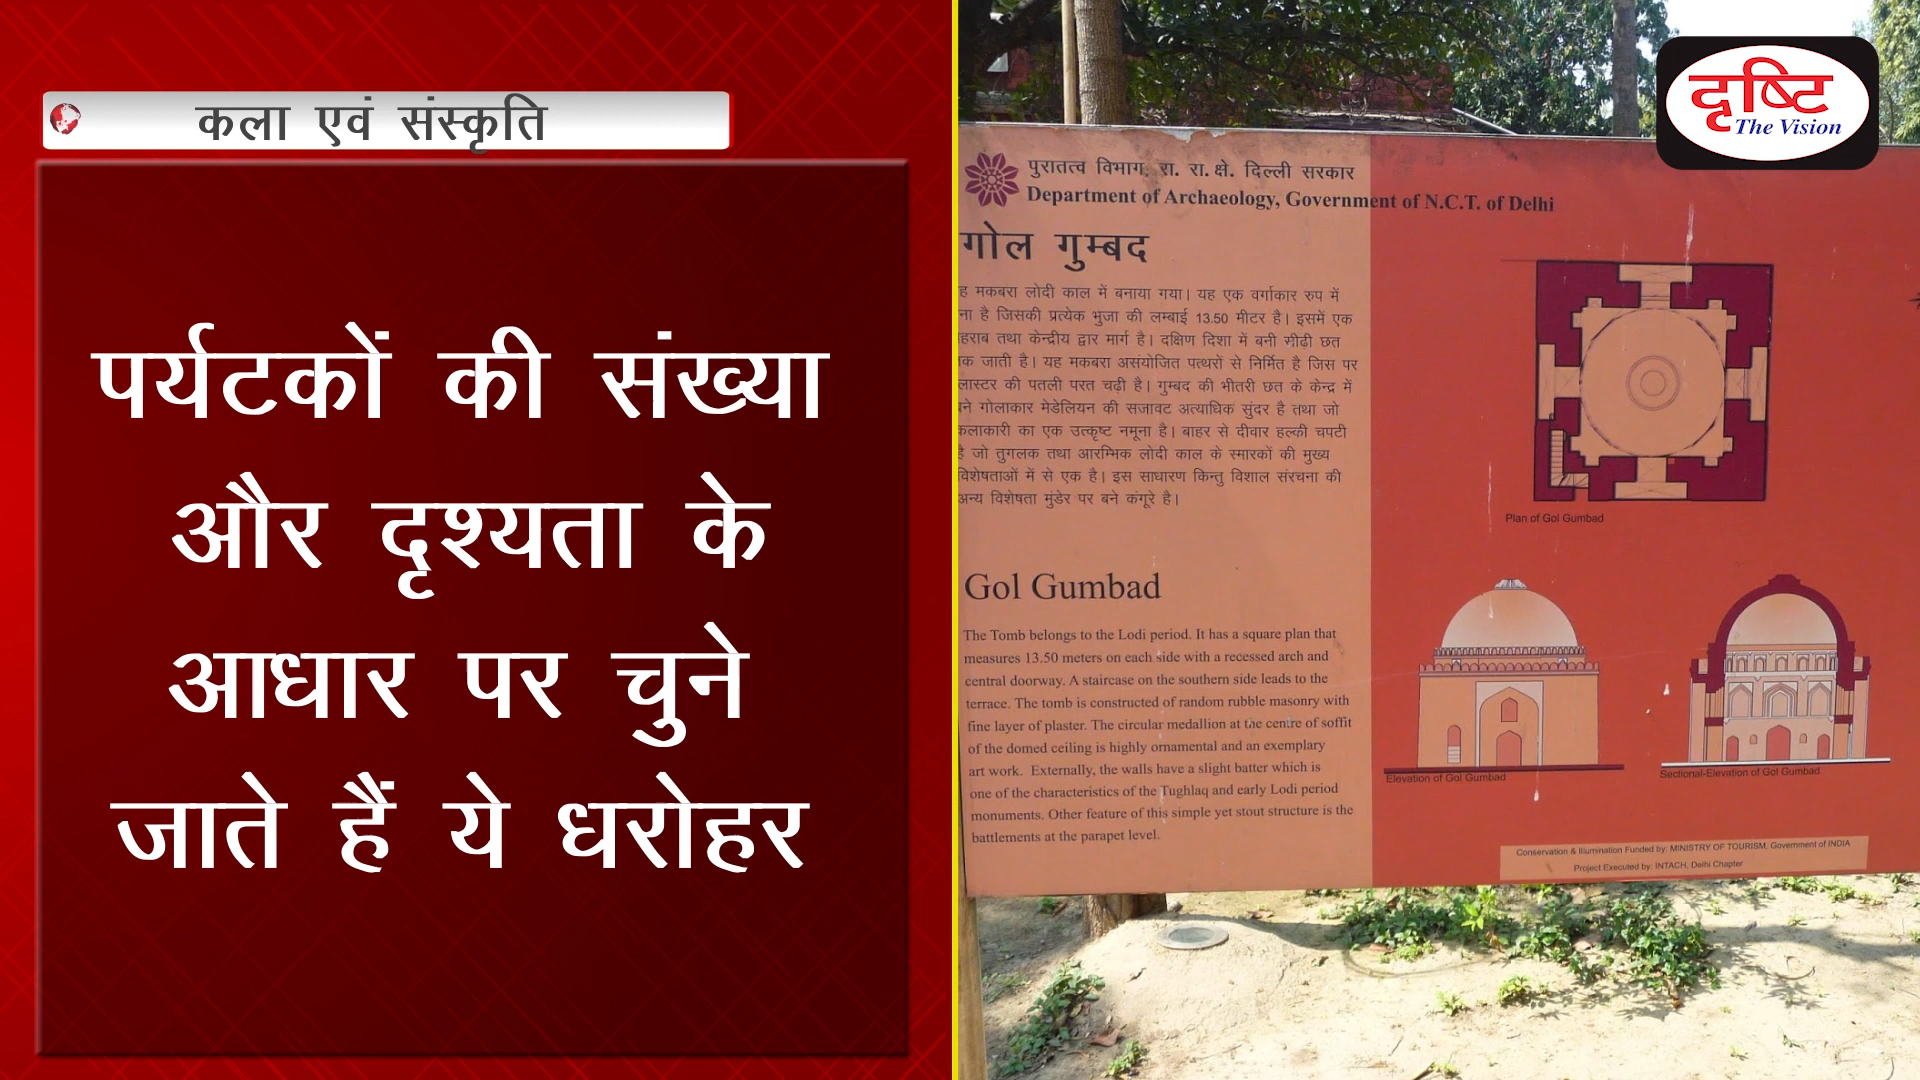 कला एवं संस्कृति
पर्यटकों की संख्या
और दृश्यता के
आधार पर चुने
जाते हैं ये धरोहर
दृष्टि
The Vision
पुरातत्व विभाग, रा. रा. क्षे. दिल्ली सरकार
Department of Archaeology, Government of N.C.T. of Delhi
गोल गुम्बद
मकबरा लोदी काल में बनाया गया। यह एक वर्गाकार रुप में
है जिसकी प्रत्येक भुजा की लम्बाई 13.50 मीटर है। इसमें एक
तथा केन्द्रीय द्वार मार्ग है। दक्षिण दिशा में बनी सीढी छत
जाती है। यह मकबरा असंयोजित पत्थरों से निर्मित है जिस पर
की पतली परत चढ़ी है। गुम्बद की भीतरी छत के केन्द्र में
गोलाकार मेडेलियन की सजावट अत्याधिक सुंदर है तथा जो
कलाकारी का एक उत्कृष्ट नमूना है। बाहर से दीवार हल्की चपटी
है जो तुगलक तथा आरम्भिक लोदी काल के स्मारकों की मुख्य
विशेषताओं में से एक है। इस साधारण किन्तु विशाल संरचना की
अन्य विशेषता मुंडेर पर बने कंगूरे है।
Gol Gumbad
The Tomb belongs to the Lodi period. It has a square plan that
measures 13.50 meters on each side with a recessed arch and
central doorway. A staircase on the southern side leads to the
terrace. The tomb is constructed of random rubble masonry with
fine layer of plaster. The circular medallion at the centre of soffit
of the domed ceiling is highly ornamental and an exemplary
art work. Externally, the walls have a slight batter which is
one of the characteristics of the Tughlaq and early Lodi period
monuments. Other feature of this simple yet stout structure is the
battlements at the parapet level.
Plan of Gol Gumbad
Elevation of Gol Gumbad
Sectional-Elevation of Gol Gumbad
Conservation & Illumination Funded by: MINISTRY OF TOURISM, Government of INDIA
Project Executed by: INTACH, Delhi Chapter